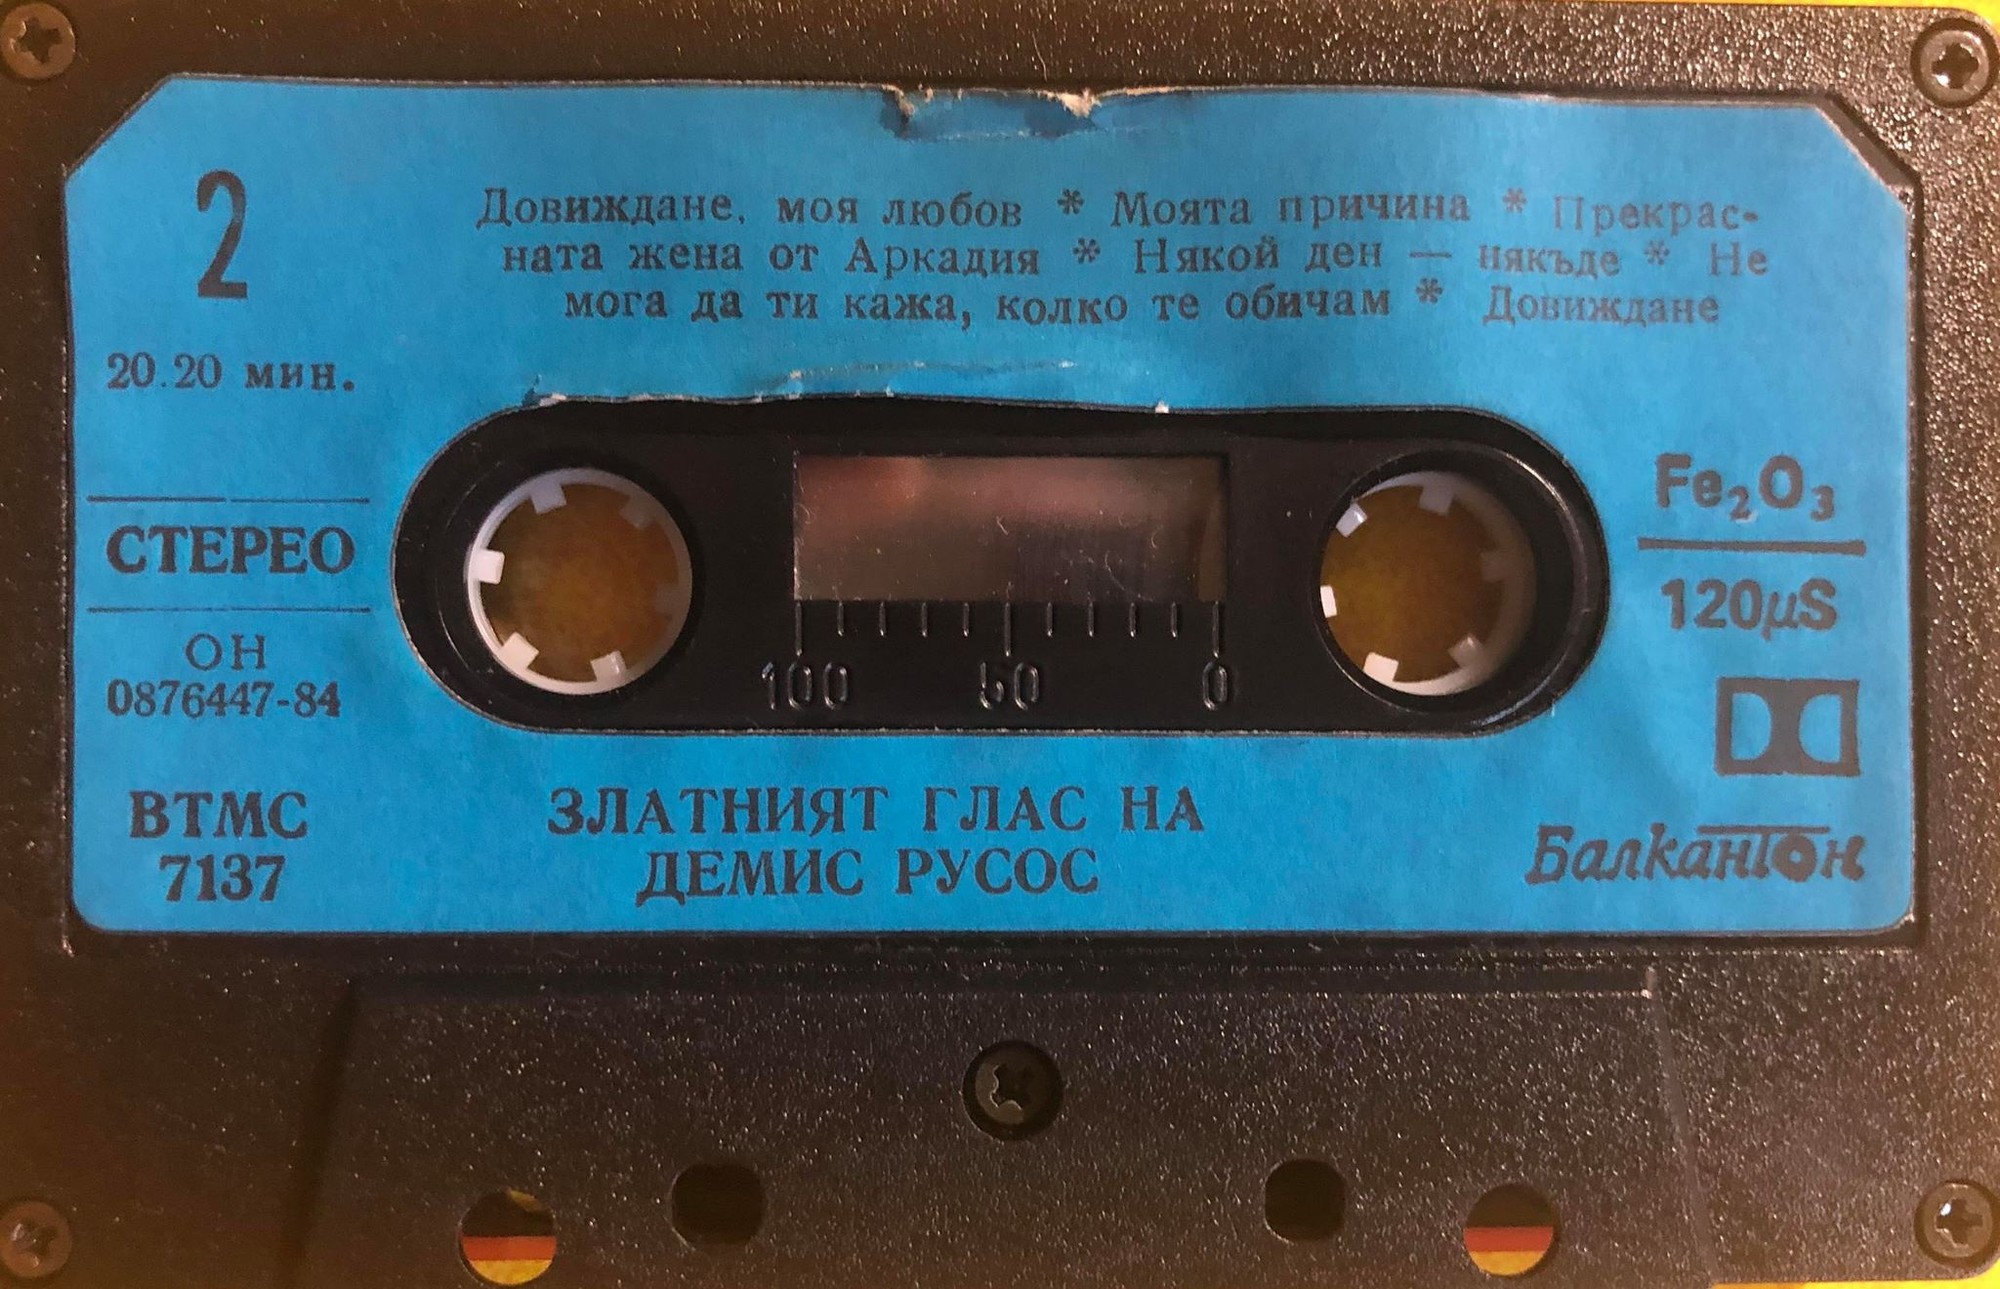 2
Довиждане, моя любов * Моята причина * Прекрас-
ната жена от Аркадия * Някой ден — някъде * Не
мога да ти кажа, колко те обичам * Довиждане
20.20 мин.
СТЕРЕО
ОН
0876447-84
ВТМС
7137
100 50 0
Fe₂O₃
120µS
ЗЛАТНИЯТ ГЛАС НА
ДЕМИС РУСОС
Балкантон